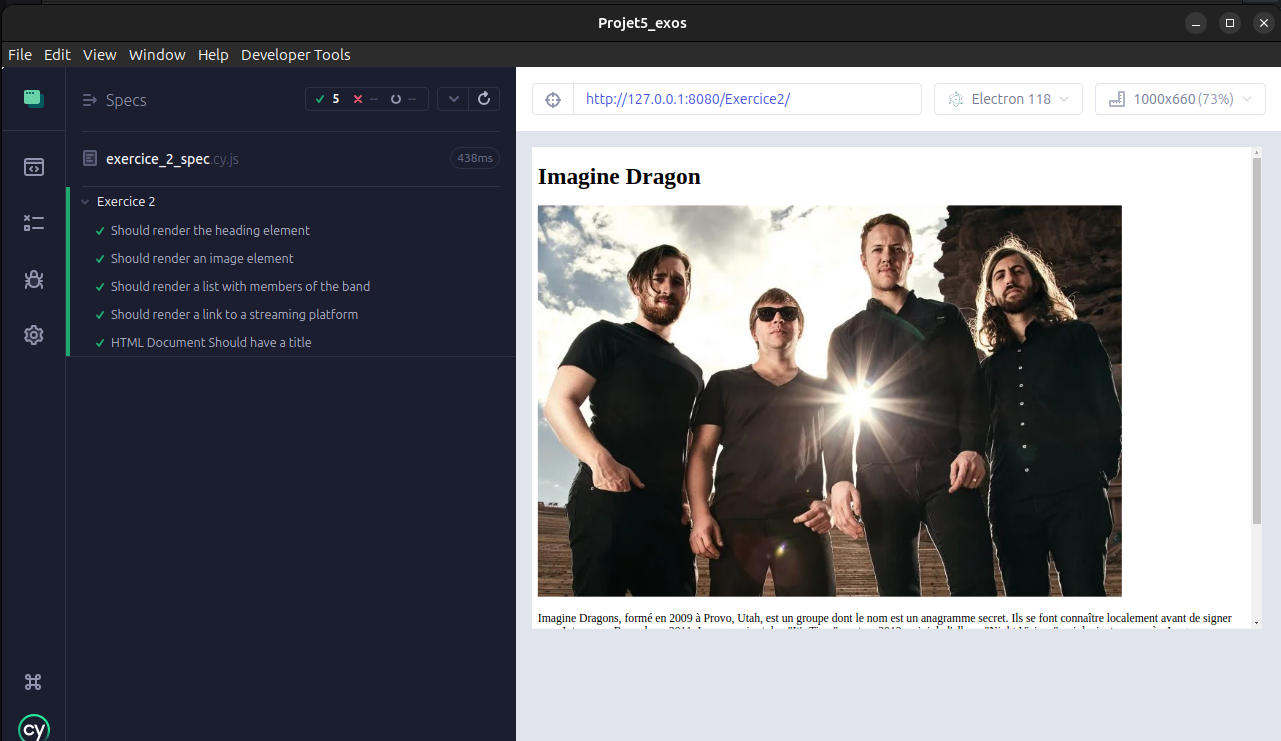 Projet5_exos
File Edit View Window Help Developer Tools
Specs 5 -- --
http://127.0.0.1:8080/Exercice2/ Electron 118 1000x660 (73%)
exercice_2_spec.cy.js 438ms
Exercice 2
Should render the heading element
Should render an image element
Should render a list with members of the band
Should render a link to a streaming platform
HTML Document Should have a title
cy
Imagine Dragon
Imagine Dragons, formé en 2009 à Provo, Utah, est un groupe dont le nom est un anagramme secret. Ils se font connaître localement avant de signer